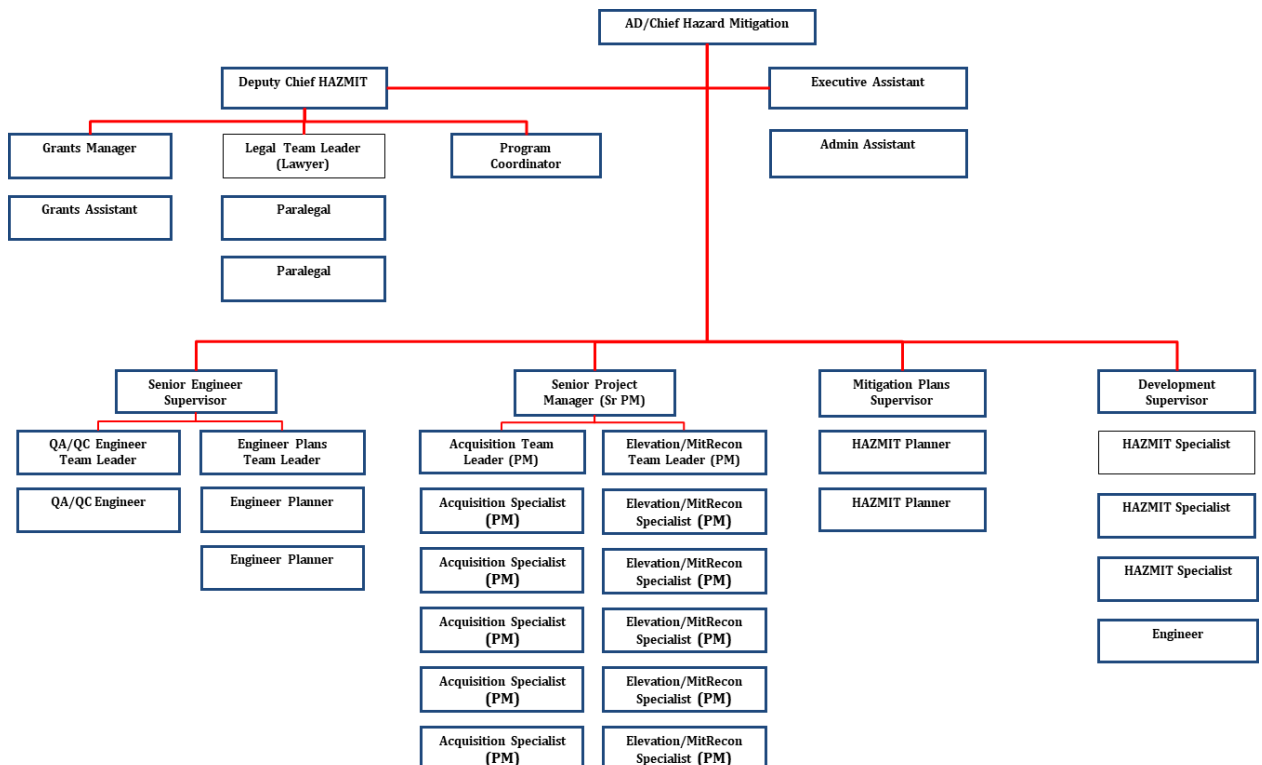 AD/Chief Hazard Mitigation
Deputy Chief HAZMIT
Executive Assistant
Grants Manager
Legal Team Leader
(Lawyer)
Program
Coordinator
Admin Assistant
Grants Assistant
Paralegal
Paralegal
Senior Engineer
Supervisor
Senior Project
Manager (Sr PM)
Mitigation Plans
Supervisor
Development
Supervisor
QA/QC Engineer
Team Leader
Engineer Plans
Team Leader
Acquisition Team
Leader (PM)
Elevation/MitRecon
Team Leader (PM)
HAZMIT Planner
HAZMIT Specialist
QA/QC Engineer
Engineer Planner
Acquisition Specialist
(PM)
Elevation/MitRecon
Specialist (PM)
HAZMIT Planner
HAZMIT Specialist
Engineer Planner
Acquisition Specialist
(PM)
Elevation/MitRecon
Specialist (PM)
HAZMIT Specialist
Acquisition Specialist
(PM)
Elevation/MitRecon
Specialist (PM)
Engineer
Acquisition Specialist
(PM)
Elevation/MitRecon
Specialist (PM)
Acquisition Specialist
(PM)
Elevation/MitRecon
Specialist (PM)